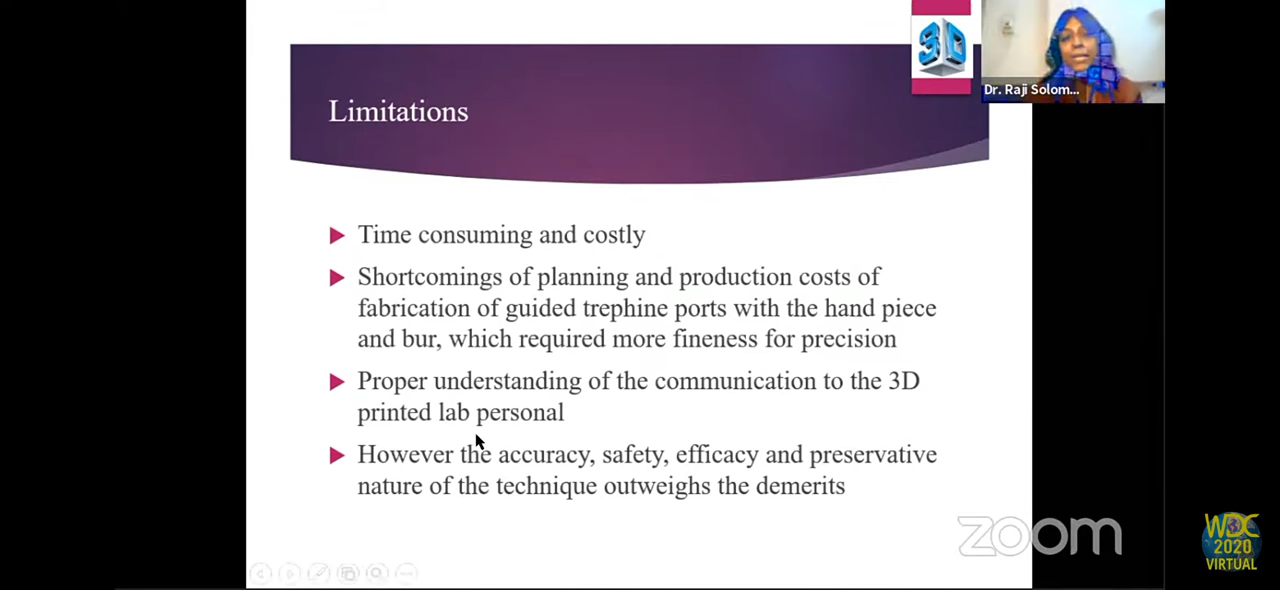 3D
Dr. Raji Solom...
Limitations
Time consuming and costly
Shortcomings of planning and production costs of
fabrication of guided trephine ports with the hand piece
and bur, which required more fineness for precision
Proper understanding of the communication to the 3D
printed lab personal
However the accuracy, safety, efficacy and preservative
nature of the technique outweighs the demerits
zoom
WDC
2020
VIRTUAL